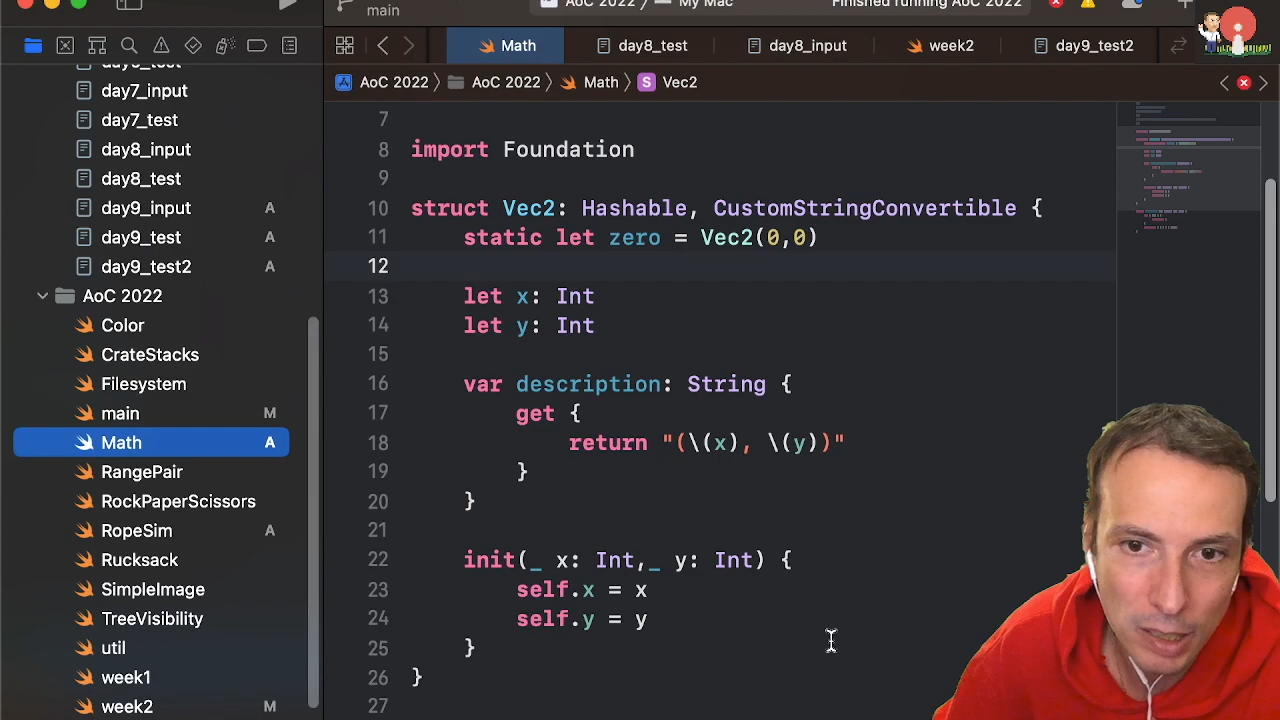 main
AoC 2022
My Mac
Finished running AoC 2022
Math
day8_test
day8_input
week2
day9_test2
AoC 2022
AoC 2022
Math
S
Vec2
day6_test
day7_input
day7_test
day8_input
day8_test
day9_input A
day9_test A
day9_test2 A
AoC 2022
Color
CrateStacks
Filesystem
main M
Math A
RangePair
RockPaperScissors
RopeSim A
Rucksack
SimpleImage
TreeVisibility
util
week1
week2 M
7
8 import Foundation
9
10 struct Vec2: Hashable, CustomStringConvertible {
11 static let zero = Vec2(0,0)
12
13 let x: Int
14 let y: Int
15
16 var description: String {
17 get {
18 return "(\(x), \(y))"
19 }
20 }
21
22 init(_ x: Int,_ y: Int) {
23 self.x = x
24 self.y = y
25 }
26 }
27